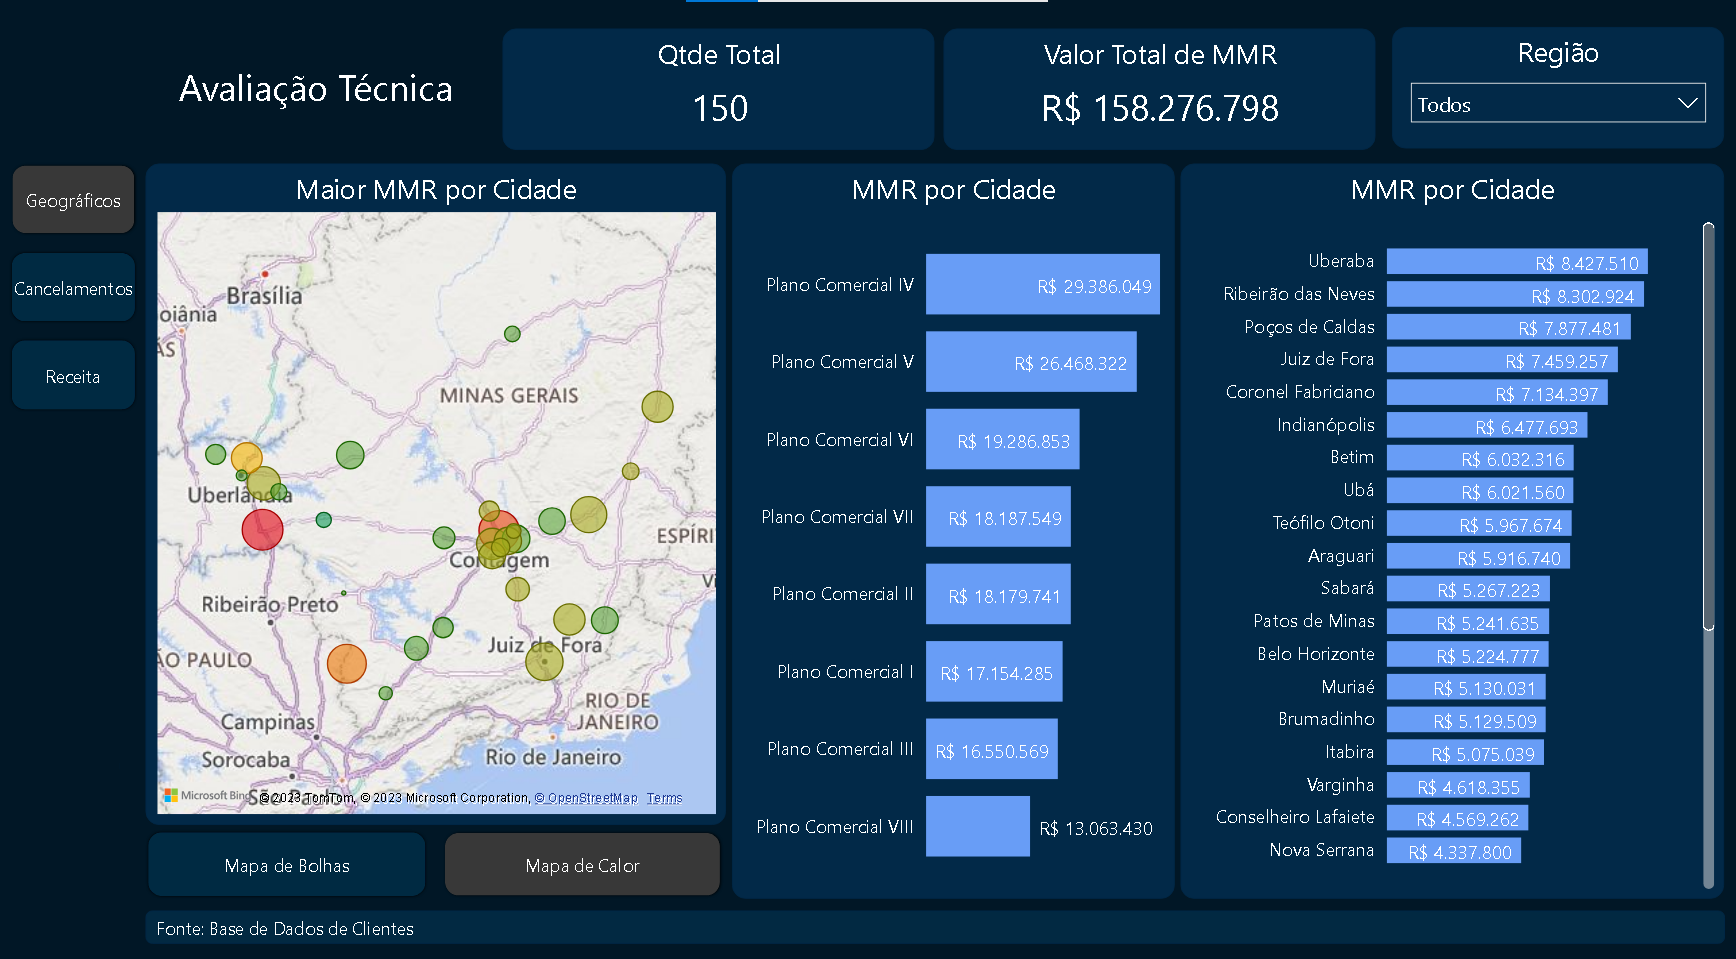 Avaliação Técnica
Qtde Total
150
Valor Total de MMR
R$ 158.276.798
Região
Todos
Geográficos
Cancelamentos
Receita
Maior MMR por Cidade
Brasília
oiânia
ÁS
MINAS GERAIS
Uberlândia
ESPÍRI
Contagem
Vi
Ribeirão Preto
Juiz de Fora
ÃO PAULO
RIO DE
JANEIRO
Campinas
Sorocaba
Rio de Janeiro
São Paulo
Microsoft Bing
© 2023 TomTom, © 2023 Microsoft Corporation, © OpenStreetMap Terms
Mapa de Bolhas
Mapa de Calor
MMR por Cidade
Plano Comercial IV R$ 29.386.049
Plano Comercial V R$ 26.468.322
Plano Comercial VI R$ 19.286.853
Plano Comercial VII R$ 18.187.549
Plano Comercial II R$ 18.179.741
Plano Comercial I R$ 17.154.285
Plano Comercial III R$ 16.550.569
Plano Comercial VIII R$ 13.063.430
MMR por Cidade
Uberaba R$ 8.427.510
Ribeirão das Neves R$ 8.302.924
Poços de Caldas R$ 7.877.481
Juiz de Fora R$ 7.459.257
Coronel Fabriciano R$ 7.134.397
Indianópolis R$ 6.477.693
Betim R$ 6.032.316
Ubá R$ 6.021.560
Teófilo Otoni R$ 5.967.674
Araguari R$ 5.916.740
Sabará R$ 5.267.223
Patos de Minas R$ 5.241.635
Belo Horizonte R$ 5.224.777
Muriaé R$ 5.130.031
Brumadinho R$ 5.129.509
Itabira R$ 5.075.039
Varginha R$ 4.618.355
Conselheiro Lafaiete R$ 4.569.262
Nova Serrana R$ 4.337.800
Fonte: Base de Dados de Clientes